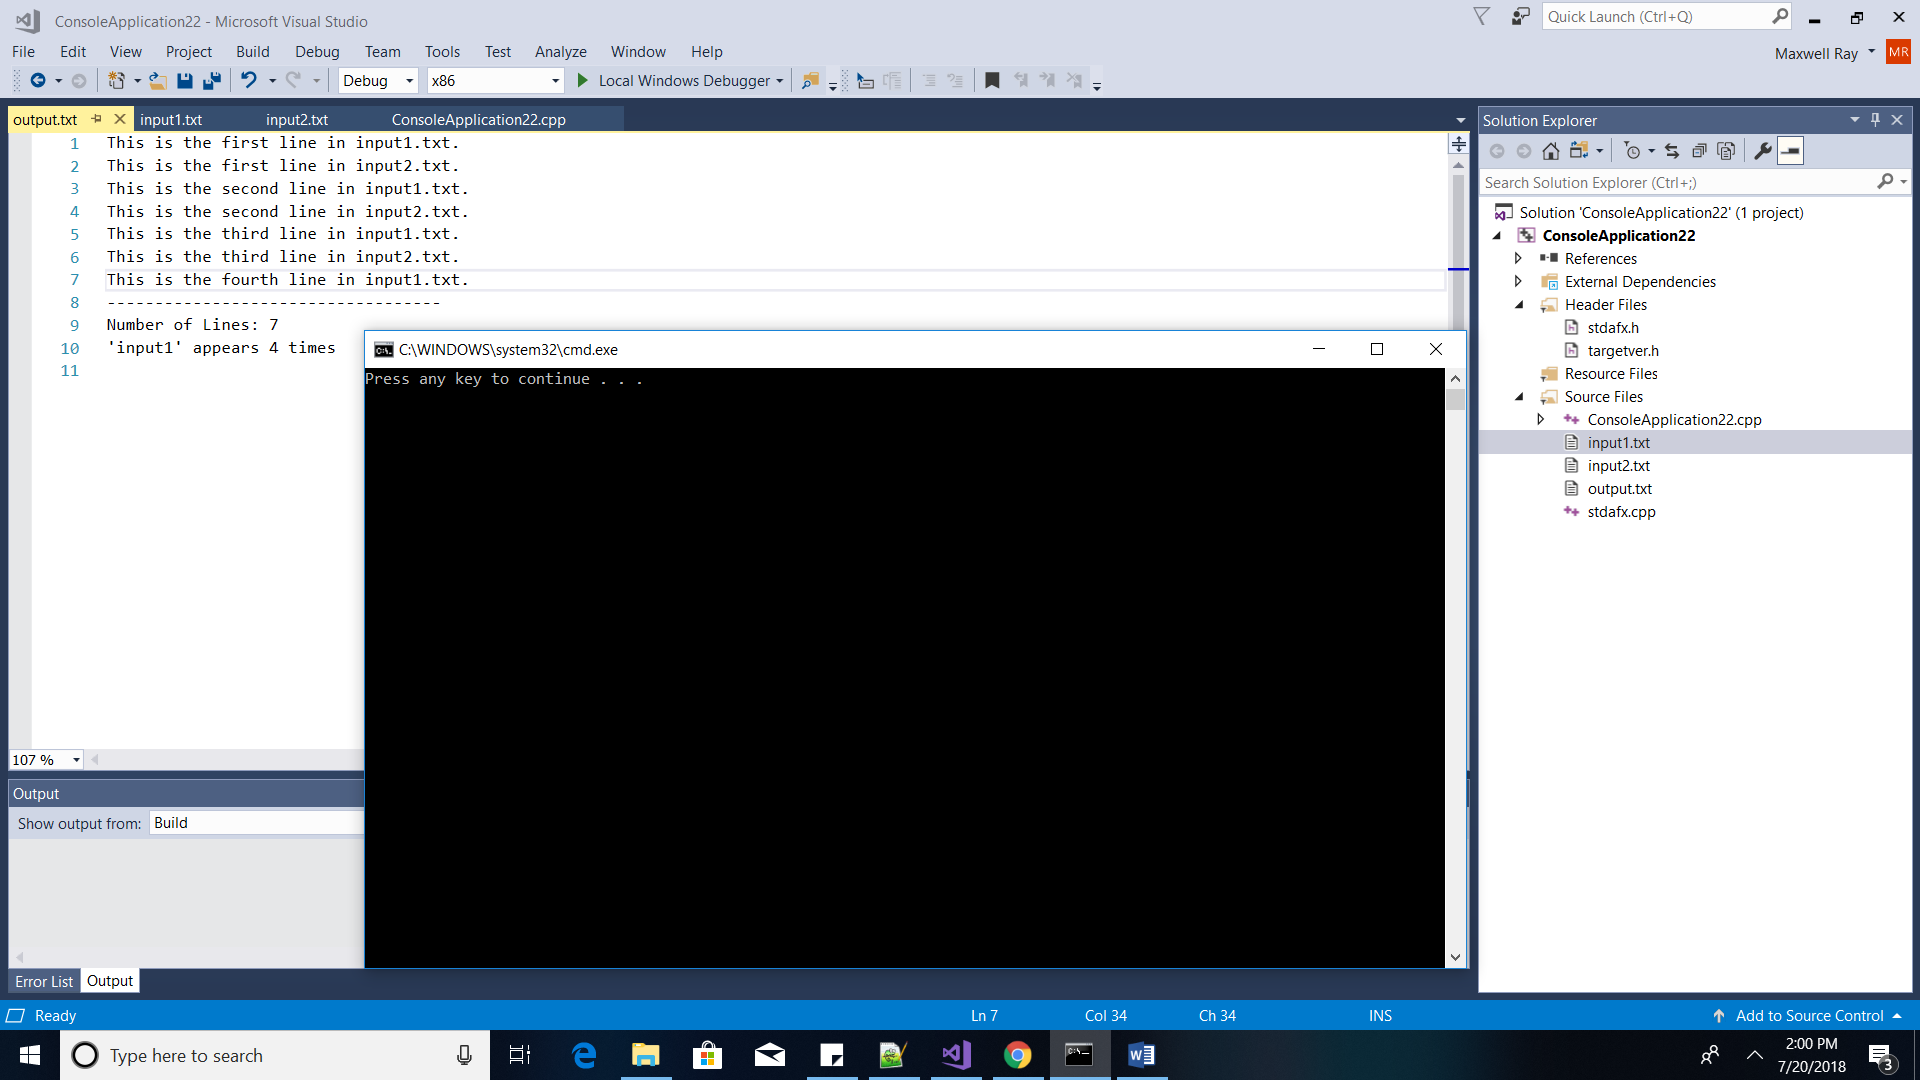 ConsoleApplication22 - Microsoft Visual Studio
Quick Launch (Ctrl+Q)
File Edit View Project Build Debug Team Tools Test Analyze Window Help
Maxwell Ray MR
Debug x86 Local Windows Debugger
output.txt input1.txt input2.txt ConsoleApplication22.cpp
1 This is the first line in input1.txt.
2 This is the first line in input2.txt.
3 This is the second line in input1.txt.
4 This is the second line in input2.txt.
5 This is the third line in input1.txt.
6 This is the third line in input2.txt.
7 This is the fourth line in input1.txt.
8 -----------------------------------
9 Number of Lines: 7
10 'input1' appears 4 times
11
C:\WINDOWS\system32\cmd.exe
Press any key to continue . . .
107 %
Output
Show output from: Build
Error List Output
Solution Explorer
Search Solution Explorer (Ctrl+;)
Solution 'ConsoleApplication22' (1 project)
ConsoleApplication22
References
External Dependencies
Header Files
stdafx.h
targetver.h
Resource Files
Source Files
ConsoleApplication22.cpp
input1.txt
input2.txt
output.txt
stdafx.cpp
Ready Ln 7 Col 34 Ch 34 INS Add to Source Control
Type here to search
2:00 PM
7/20/2018
3